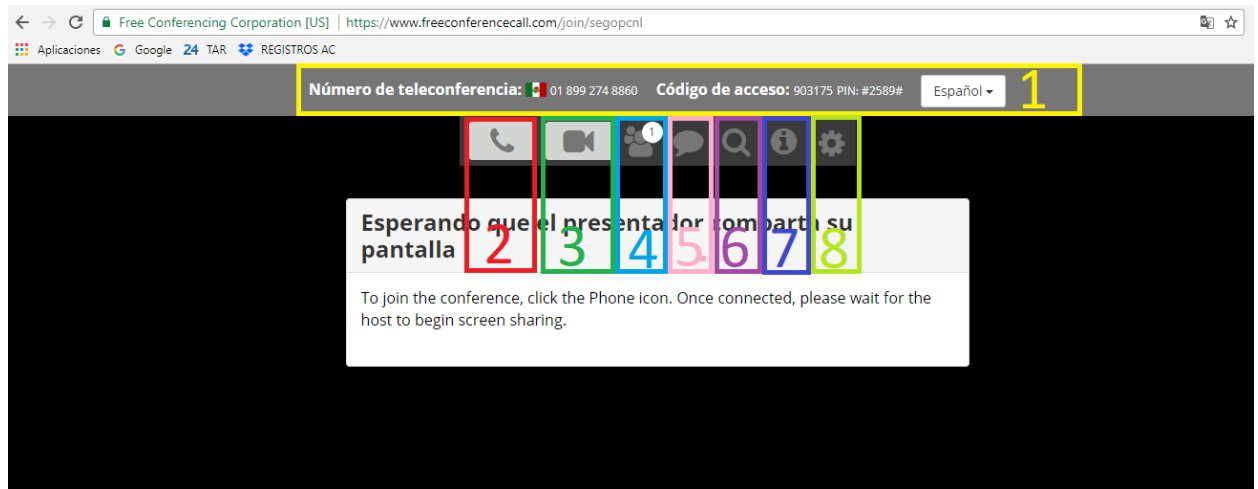 Free Conferencing Corporation [US] | https://www.freeconferencecall.com/join/segopcnl
Aplicaciones G Google 24 TAR REGISTROS AC
Número de teleconferencia: 01 899 274 8860 Código de acceso: 903175 PIN: #2589# Español 1
1
Esperando que el presentador comparta su
pantalla
2 3 4 5 6 7 8
To join the conference, click the Phone icon. Once connected, please wait for the
host to begin screen sharing.